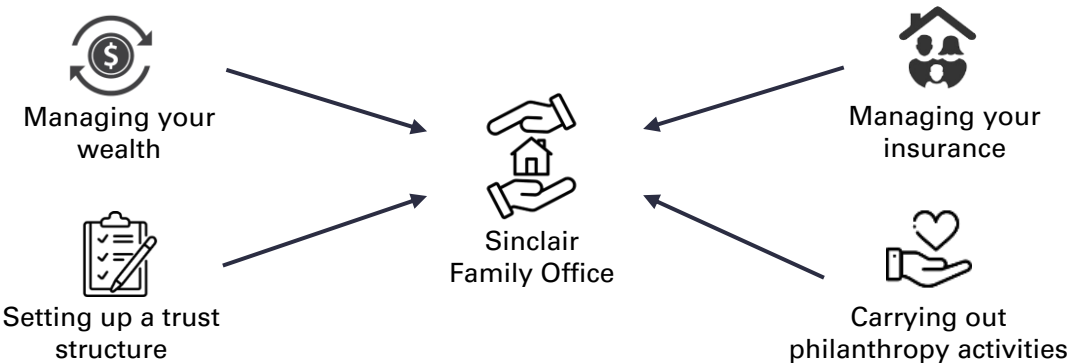 $
Managing your
wealth
Managing your
insurance
Sinclair
Family Office
Setting up a trust
structure
Carrying out
philanthropy activities